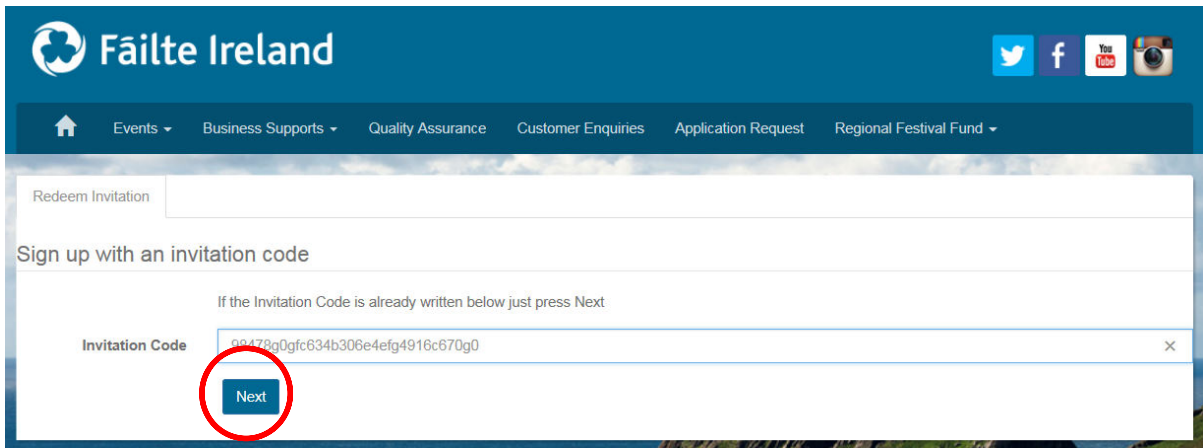 Fáilte Ireland
f
You
Tube
Events
Business Supports
Quality Assurance
Customer Enquiries
Application Request
Regional Festival Fund
Redeem Invitation
Sign up with an invitation code
If the Invitation Code is already written below just press Next
Invitation Code
98478g0gfc634b306e4efg4916c670g0
Next